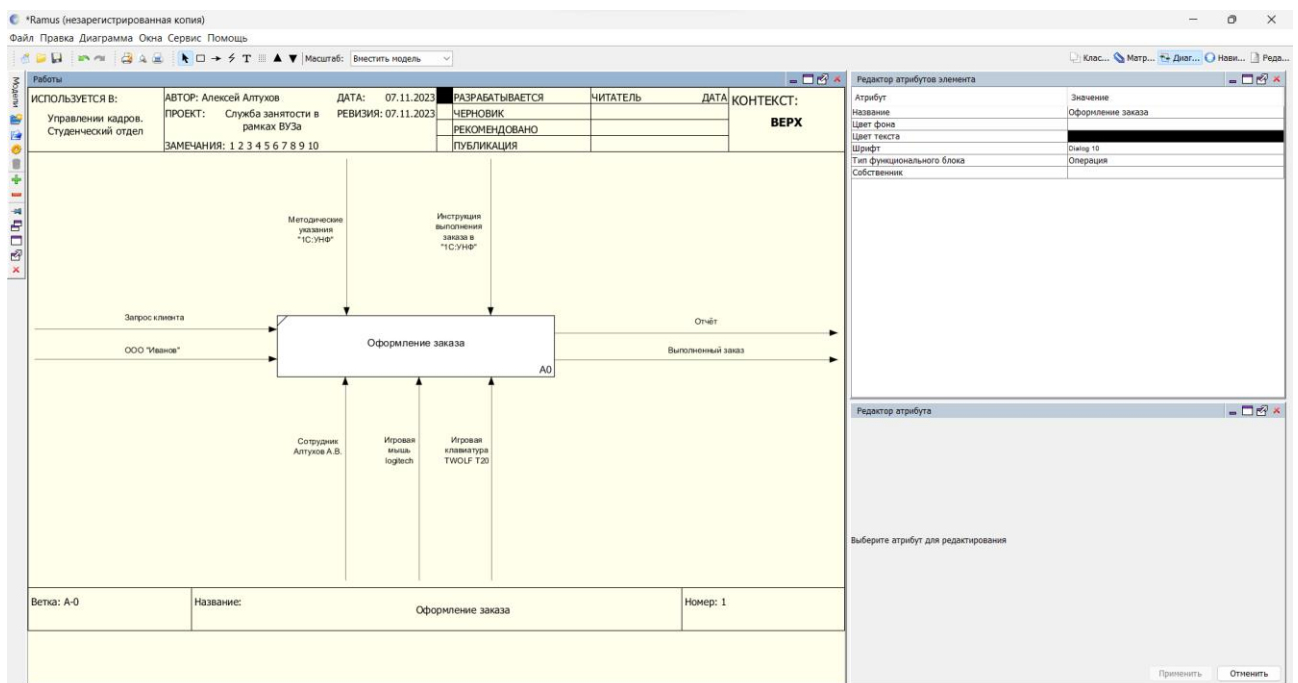 *Ramus (незарегистрированная копия)
Файл Правка Диаграмма Окна Сервис Помощь
Масштаб: Вместить модель
Клас... Матр... Диаг... Нави... Реда...
Модели
Работы
ИСПОЛЬЗУЕТСЯ В:
Управлении кадров.
Студенческий отдел
АВТОР: Алексей Алтухов
ДАТА: 07.11.2023
ПРОЕКТ: Служба занятости в
рамках ВУЗа
РЕВИЗИЯ: 07.11.2023
ЗАМЕЧАНИЯ: 1 2 3 4 5 6 7 8 9 10
РАЗРАБАТЫВАЕТСЯ
ЧЕРНОВИК
РЕКОМЕНДОВАНО
ПУБЛИКАЦИЯ
ЧИТАТЕЛЬ
ДАТА
КОНТЕКСТ:
ВЕРХ
Методические
указания
"1С:УНФ"
Инструкция
выполнения
заказа в
"1С:УНФ"
Запрос клиента
ООО "Иванов"
Оформление заказа
A0
Отчёт
Выполненный заказ
Сотрудник
Алтухов А.В.
Игровая
мышь
logitech
Игровая
клавиатура
TWOLF T20
Ветка: A-0
Название:
Оформление заказа
Номер: 1
Редактор атрибутов элемента
Атрибут Значение
Название Оформление заказа
Цвет фона
Цвет текста
Шрифт Dialog 10
Тип функционального блока Операция
Собственник
Редактор атрибута
Выберите атрибут для редактирования
Применить Отменить